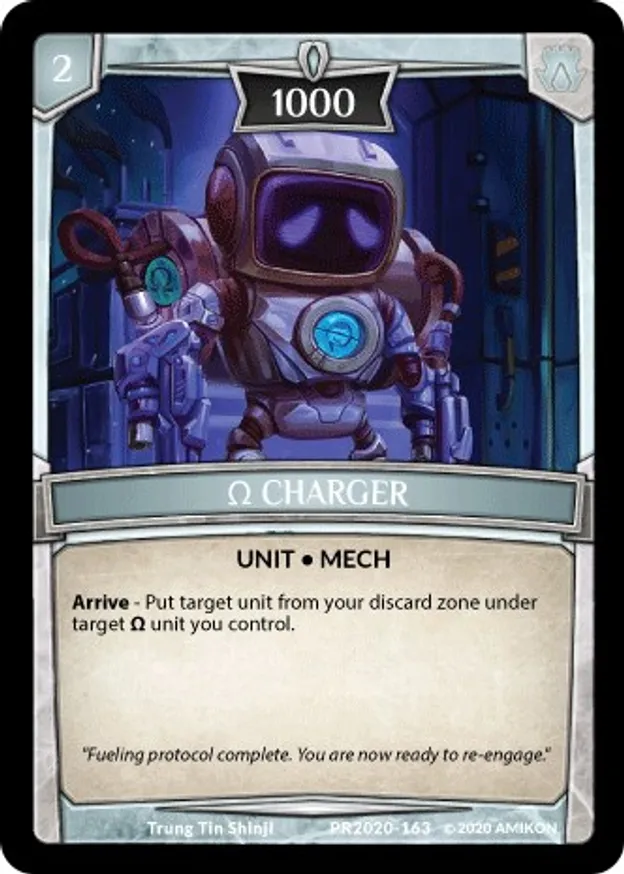 2
1000
Ω
Ω CHARGER
UNIT • MECH
Arrive - Put target unit from your discard zone under
target Ω unit you control.
"Fueling protocol complete. You are now ready to re-engage."
Trung Tin Shinji PR2020-163 © 2020 AMIKON